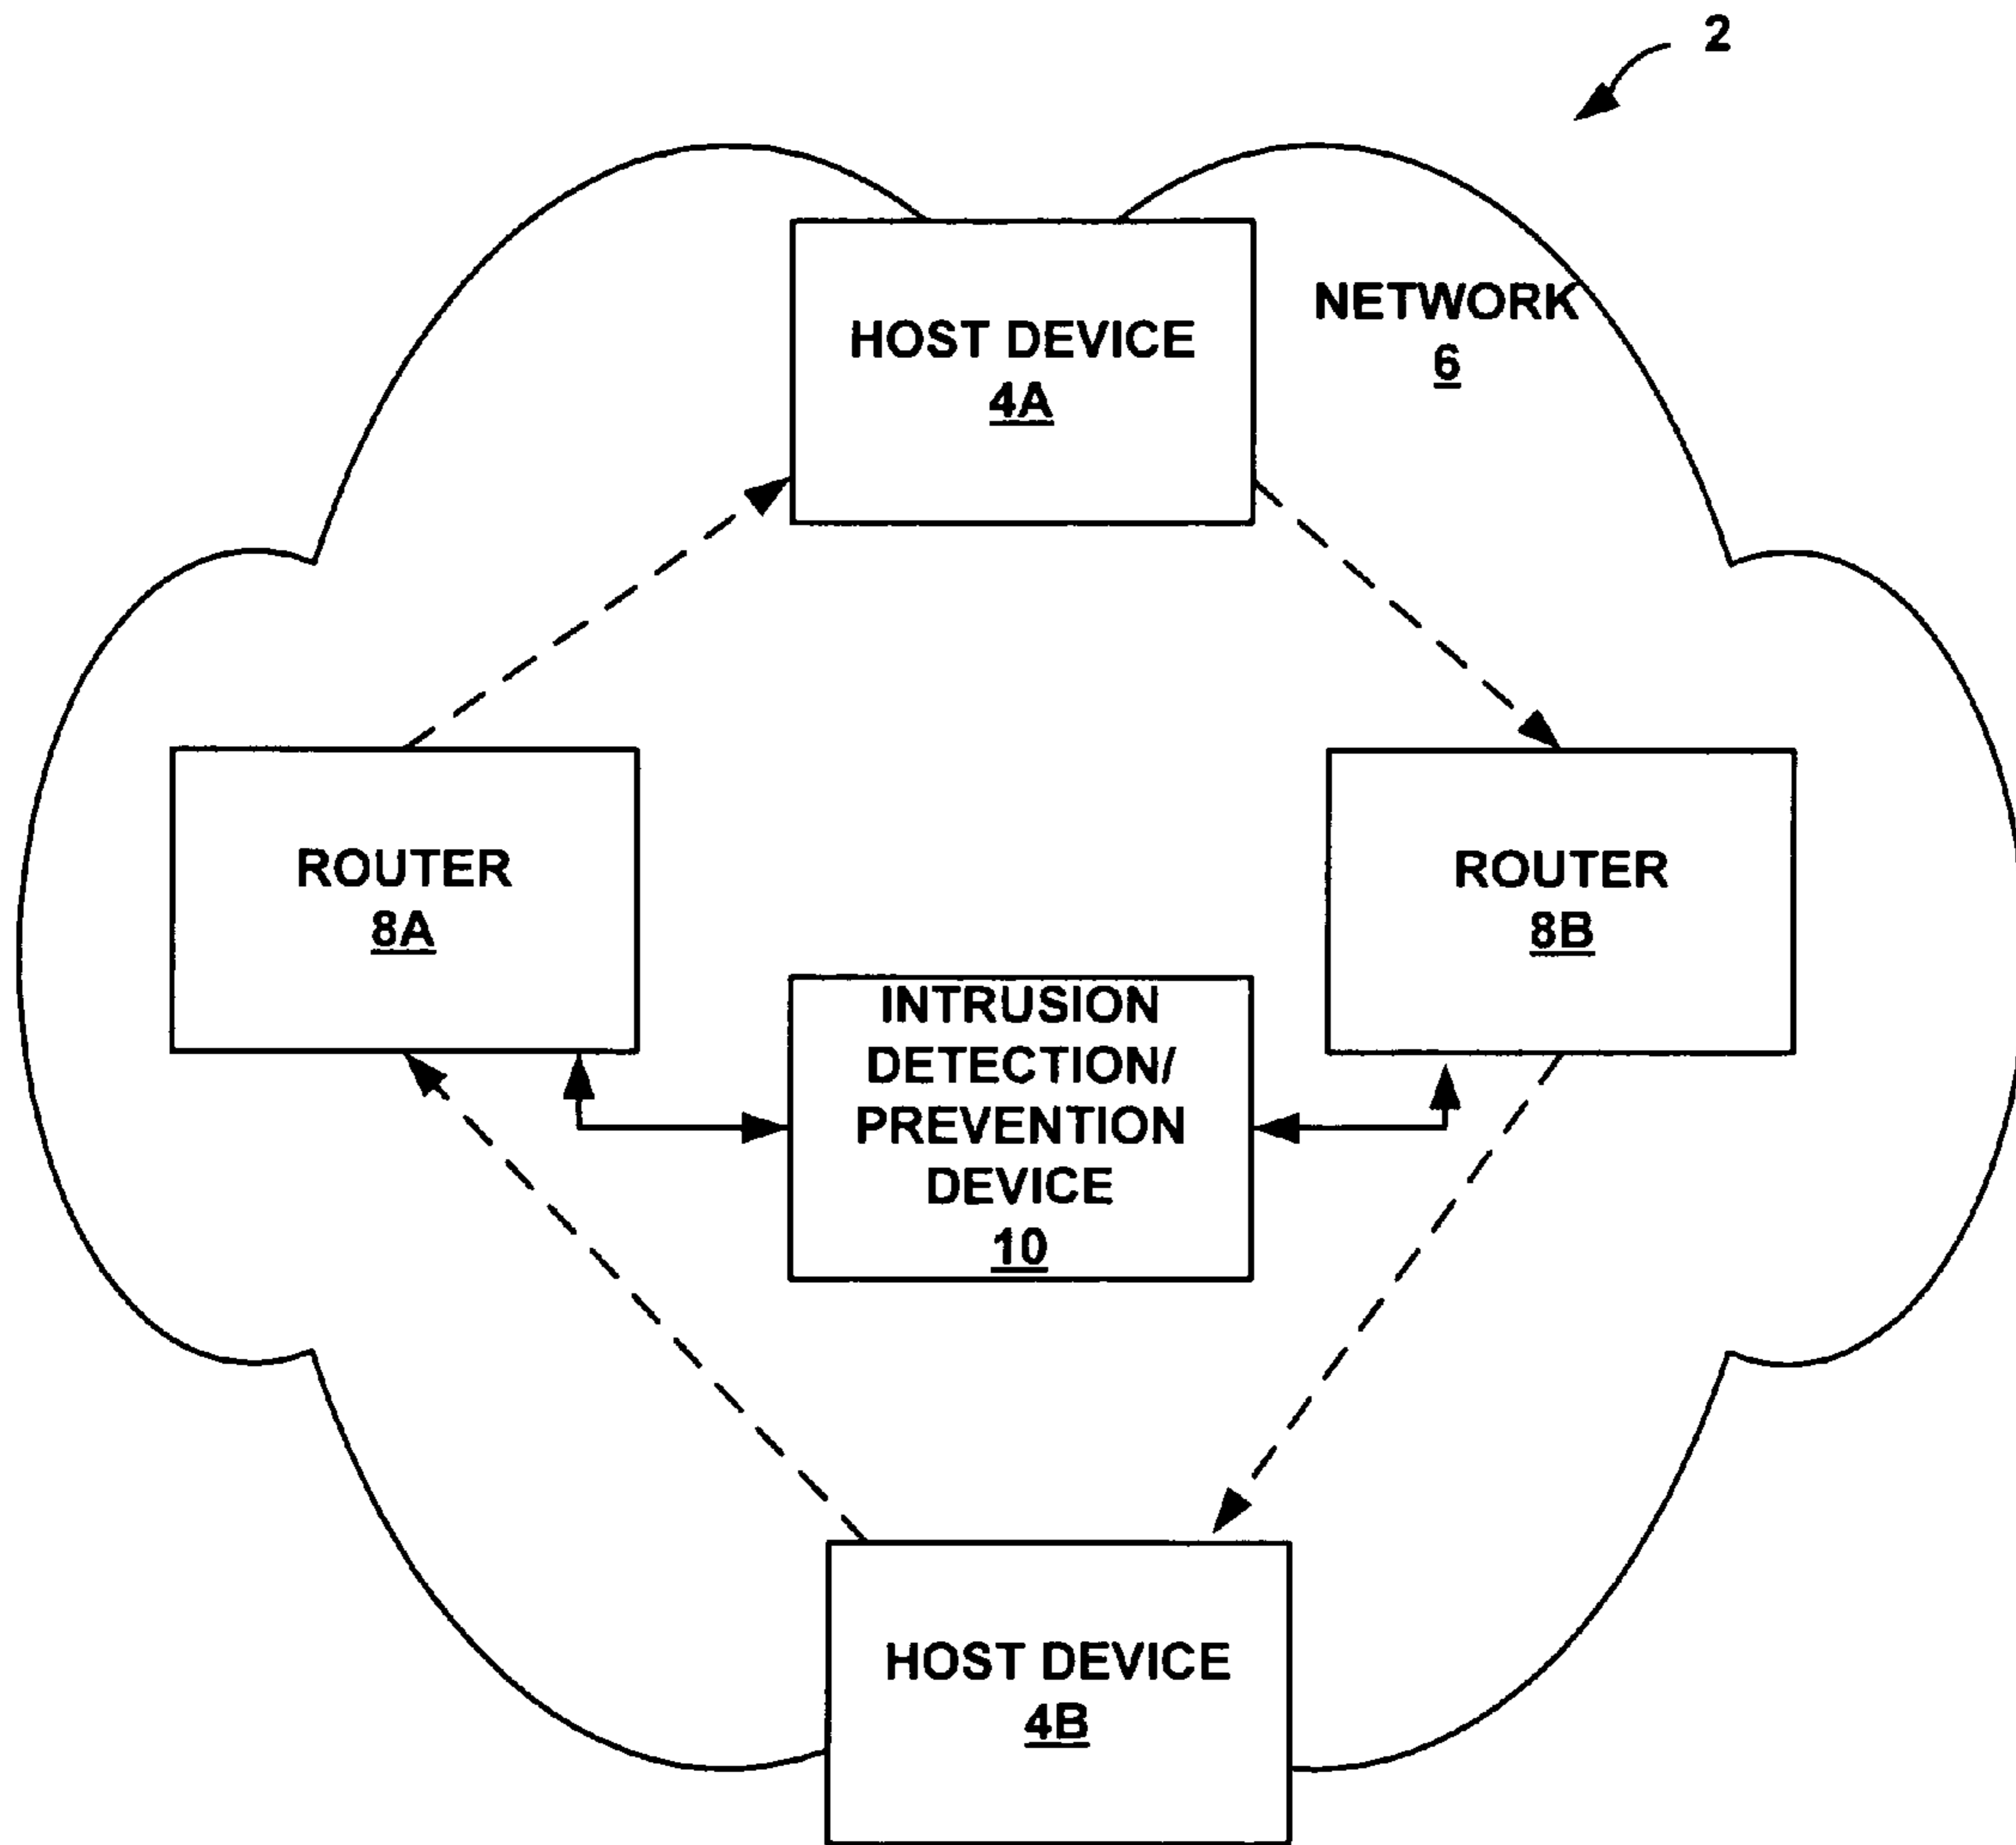 2
HOST DEVICE
4A
NETWORK
6
ROUTER
8A
ROUTER
8B
INTRUSION
DETECTION/
PREVENTION
DEVICE
10
HOST DEVICE
4B